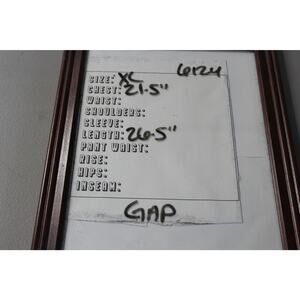 6124
SIZE: XL
CHEST: 21.5"
WAIST:
SHOULDERS:
SLEEVE:
LENGTH: 26.5"
PANT WAIST:
RISE:
HIPS:
INSEAM:
GAP